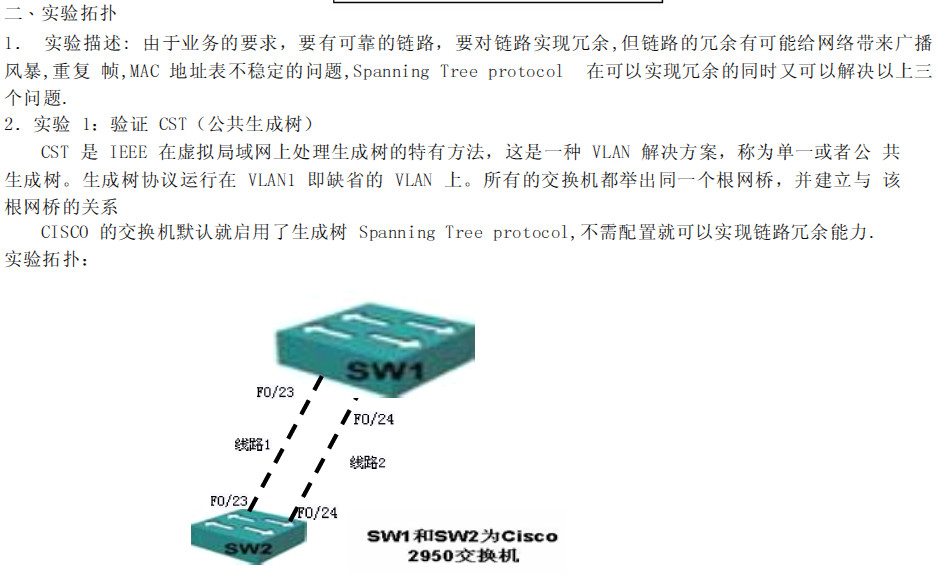 二、实验拓扑
1. 实验描述: 由于业务的要求，要有可靠的链路，要对链路实现冗余,但链路的冗余有可能给网络带来广播
风暴,重复 帧,MAC 地址表不稳定的问题,Spanning Tree protocol 在可以实现冗余的同时又可以解决以上三
个问题.
2．实验 1：验证 CST（公共生成树）
CST 是 IEEE 在虚拟局域网上处理生成树的特有方法，这是一种 VLAN 解决方案，称为单一或者公 共
生成树。生成树协议运行在 VLAN1 即缺省的 VLAN 上。所有的交换机都举出同一个根网桥，并建立与 该
根网桥的关系
CISCO 的交换机默认就启用了生成树 Spanning Tree protocol,不需配置就可以实现链路冗余能力.
实验拓扑：
SW1
F0/23
F0/24
线路1
线路2
F0/23
F0/24
SW2
SW1和SW2为Cisco
2950交换机